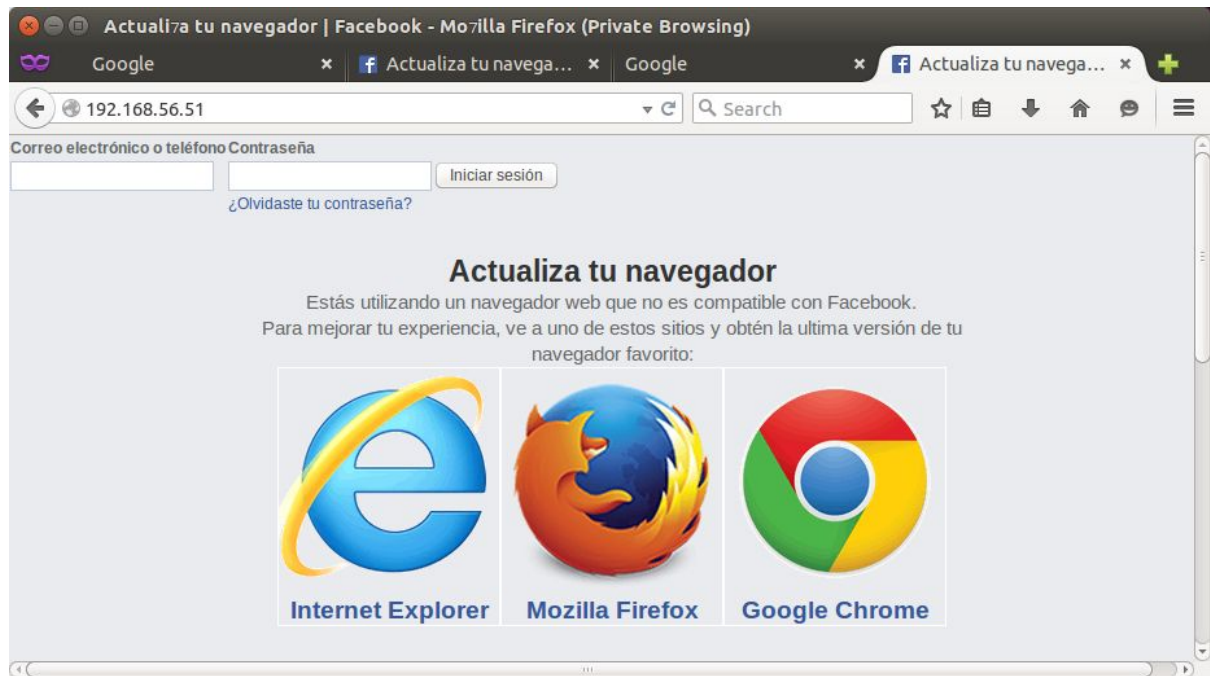 Actualiza tu navegador | Facebook - Mozilla Firefox (Private Browsing)
Google
Actualiza tu navega...
Google
Actualiza tu navega...
192.168.56.51
Search
Correo electrónico o teléfono Contraseña
Iniciar sesión
¿Olvidaste tu contraseña?
Actualiza tu navegador
Estás utilizando un navegador web que no es compatible con Facebook.
Para mejorar tu experiencia, ve a uno de estos sitios y obtén la ultima versión de tu
navegador favorito:
Internet Explorer
Mozilla Firefox
Google Chrome